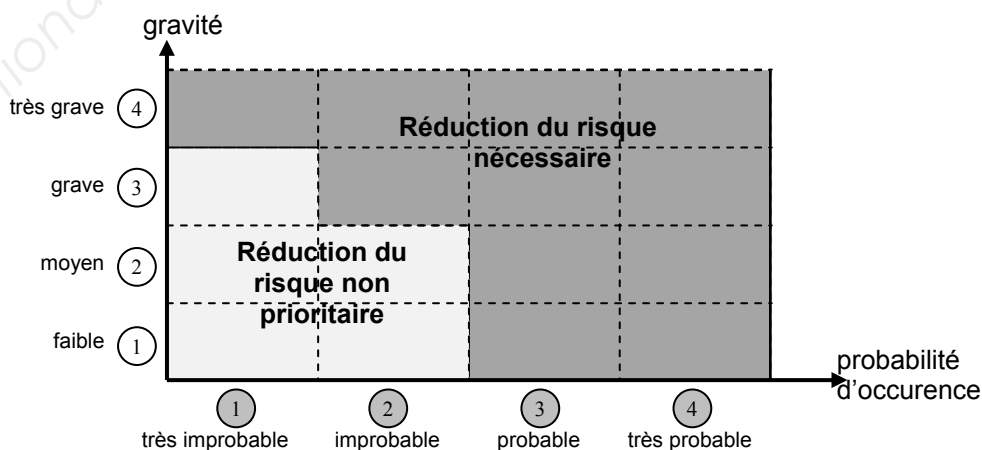 gravité
très grave 4
Réduction du risque
nécessaire
grave 3
Réduction du
risque non
prioritaire
moyen 2
faible 1
probabilité
d'occurence
1 2 3 4
très improbable improbable probable très probable